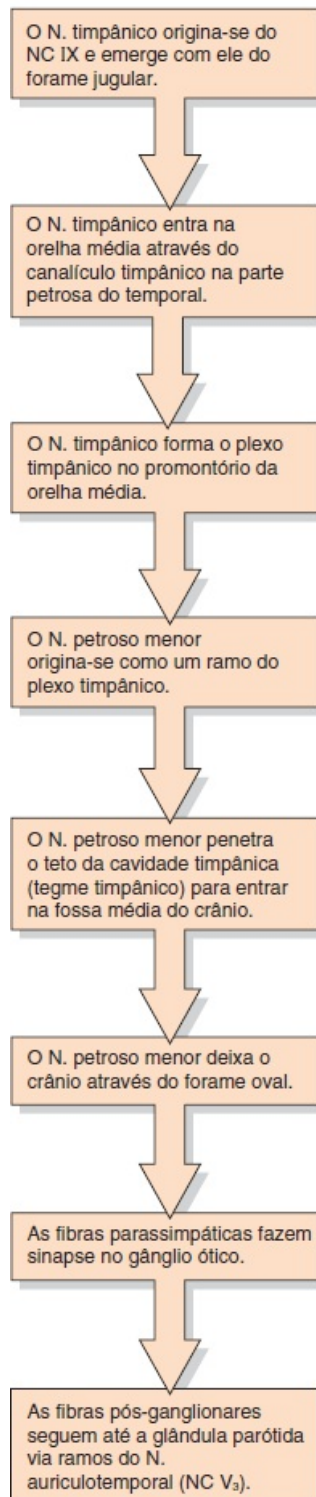 O N. timpânico origina-se do
NC IX e emerge com ele do
forame jugular.
O N. timpânico entra na
orelha média através do
canalículo timpânico na parte
petrosa do temporal.
O N. timpânico forma o plexo
timpânico no promontório da
orelha média.
O N. petroso menor
origina-se como um ramo do
plexo timpânico.
O N. petroso menor penetra
o teto da cavidade timpânica
(tegme timpânico) para entrar
na fossa média do crânio.
O N. petroso menor deixa o
crânio através do forame oval.
As fibras parassimpáticas fazem
sinapse no gânglio ótico.
As fibras pós-ganglionares
seguem até a glândula parótida
via ramos do N.
auriculotemporal (NC V₃).